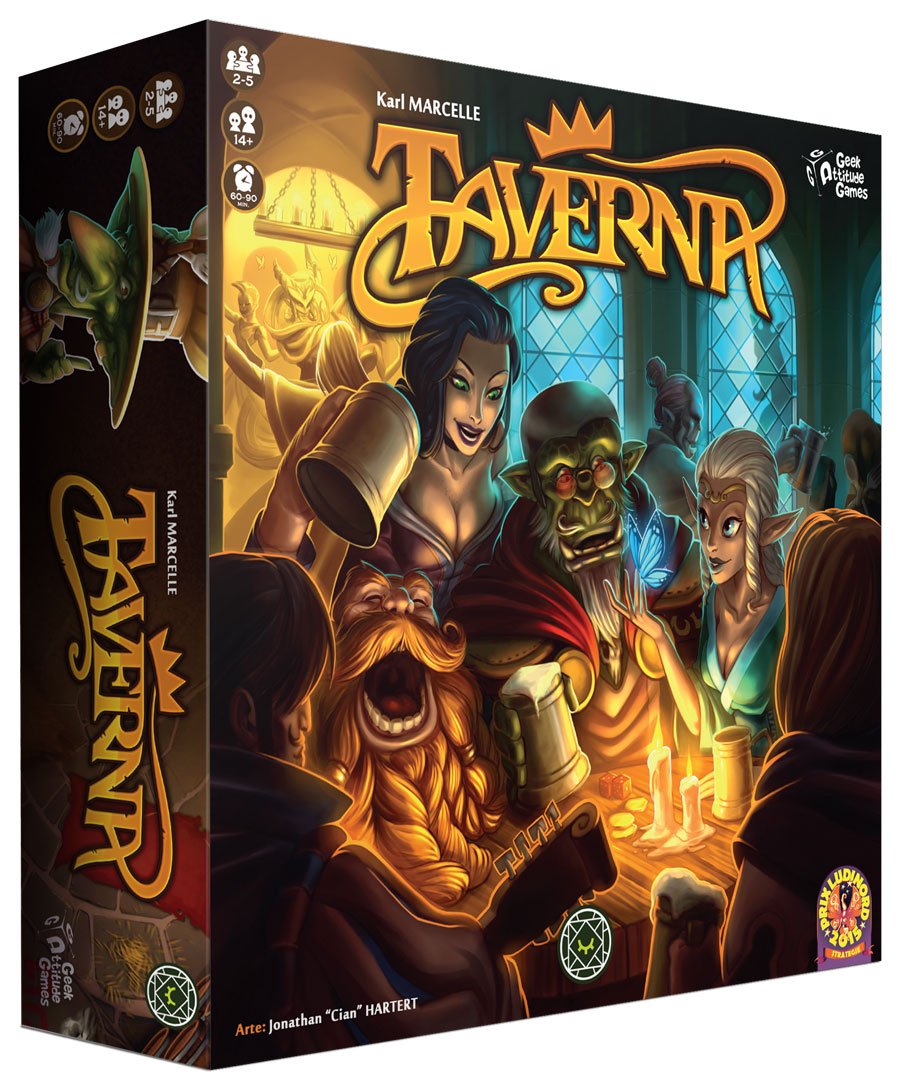 2-5
14+
60-90
MIN.
Karl MARCELLE
TAVERNA
Geek
Attitude
Games
PRIX LUDINORD
2015
STRATEGIE
Arte: Jonathan "Cian" HARTERT
2-5
14+
60-90
MIN.
Karl MARCELLE
TAVERNA
Geek
Attitude
Games